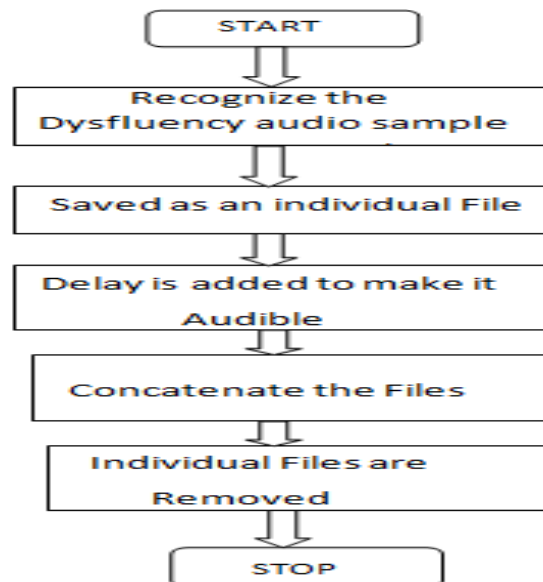 START
Recognize the
Dysfluency audio sample
Saved as an individual File
Delay is added to make it
Audible
Concatenate the Files
Individual Files are
Removed
STOP